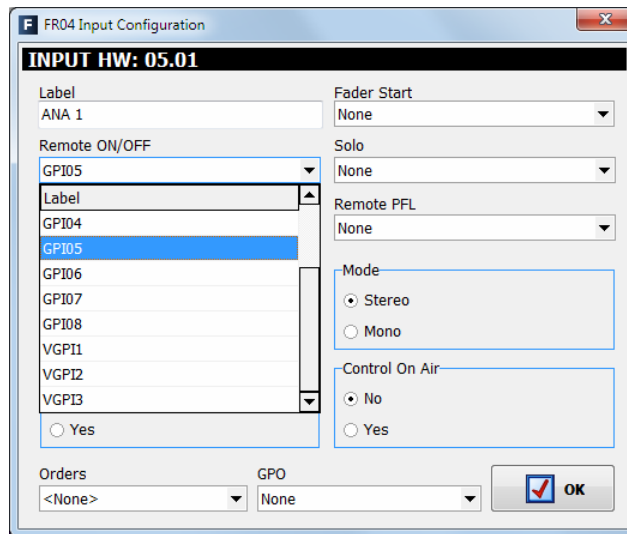 F FR04 Input Configuration
INPUT HW: 05.01
Label
ANA 1
Fader Start
None
Remote ON/OFF
GPI05
Solo
None
Label
GPI04
GPI05
GPI06
GPI07
GPI08
VGPI1
VGPI2
VGPI3
Yes
Remote PFL
None
Mode
Stereo
Mono
Control On Air
No
Yes
Orders
<None>
GPO
None
OK